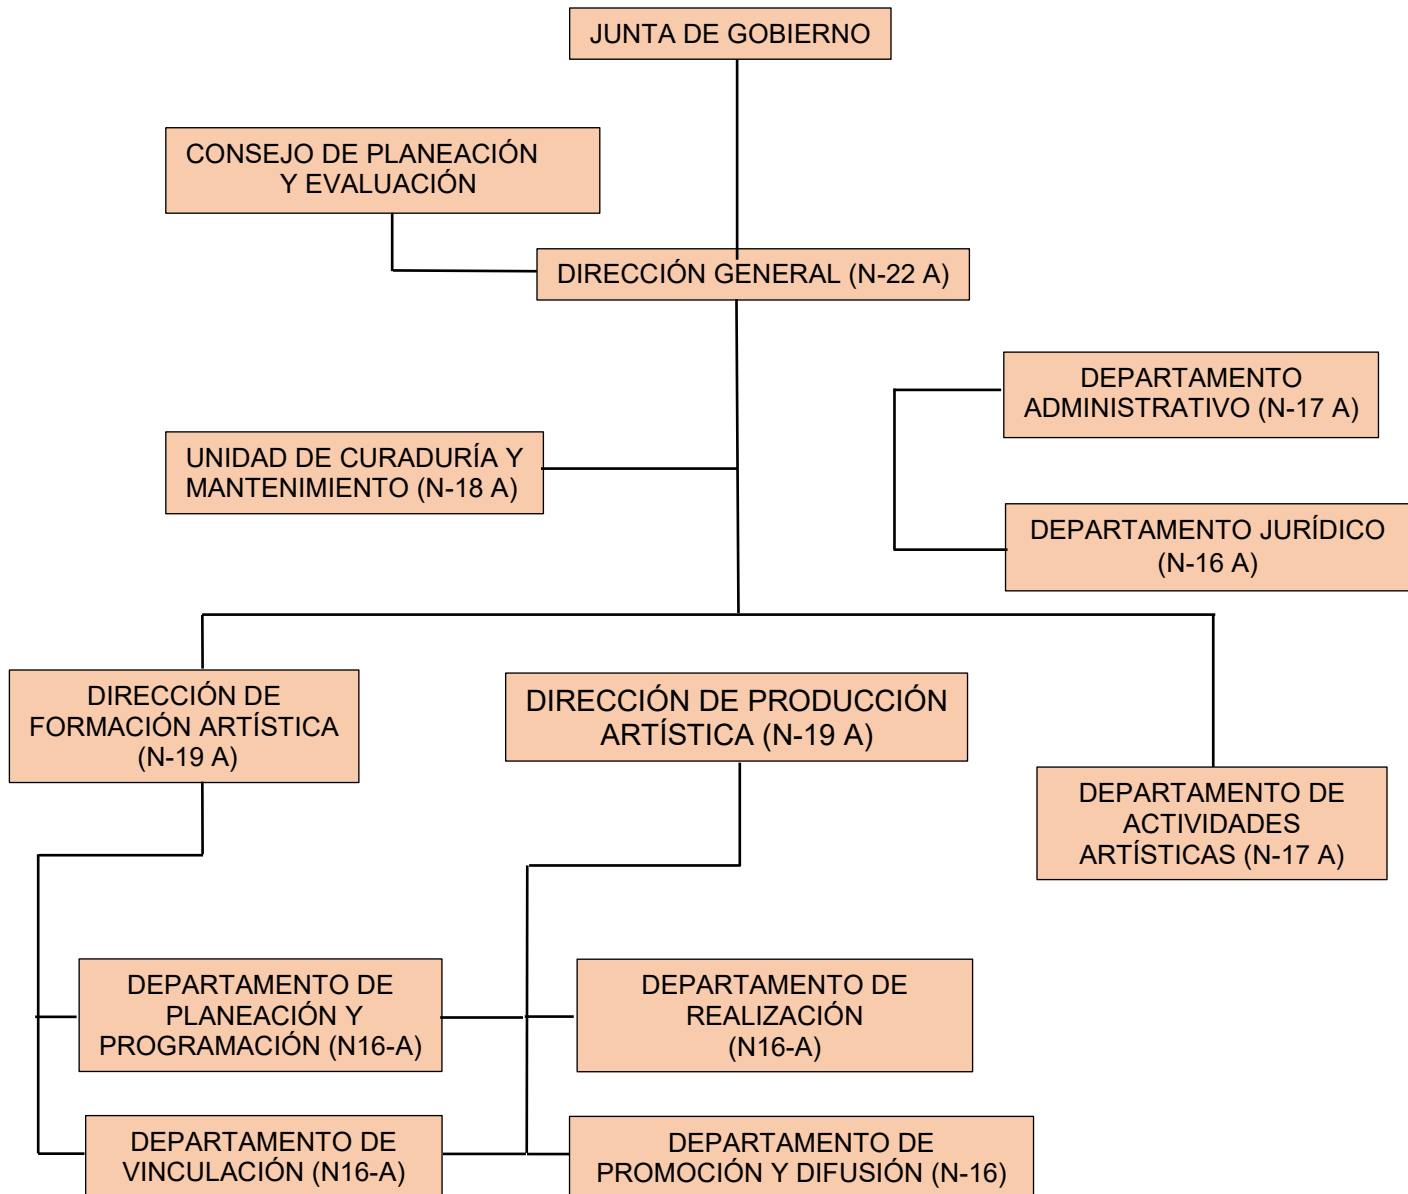 JUNTA DE GOBIERNO
CONSEJO DE PLANEACIÓN
Y EVALUACIÓN
DIRECCIÓN GENERAL (N-22 A)
DEPARTAMENTO
ADMINISTRATIVO (N-17 A)
UNIDAD DE CURADURÍA Y
MANTENIMIENTO (N-18 A)
DEPARTAMENTO JURÍDICO
(N-16 A)
DIRECCIÓN DE
FORMACIÓN ARTÍSTICA
(N-19 A)
DIRECCIÓN DE PRODUCCIÓN
ARTÍSTICA (N-19 A)
DEPARTAMENTO DE
ACTIVIDADES
ARTÍSTICAS (N-17 A)
DEPARTAMENTO DE
PLANEACIÓN Y
PROGRAMACIÓN (N16-A)
DEPARTAMENTO DE
REALIZACIÓN
(N16-A)
DEPARTAMENTO DE
VINCULACIÓN (N16-A)
DEPARTAMENTO DE
PROMOCIÓN Y DIFUSIÓN (N-16)